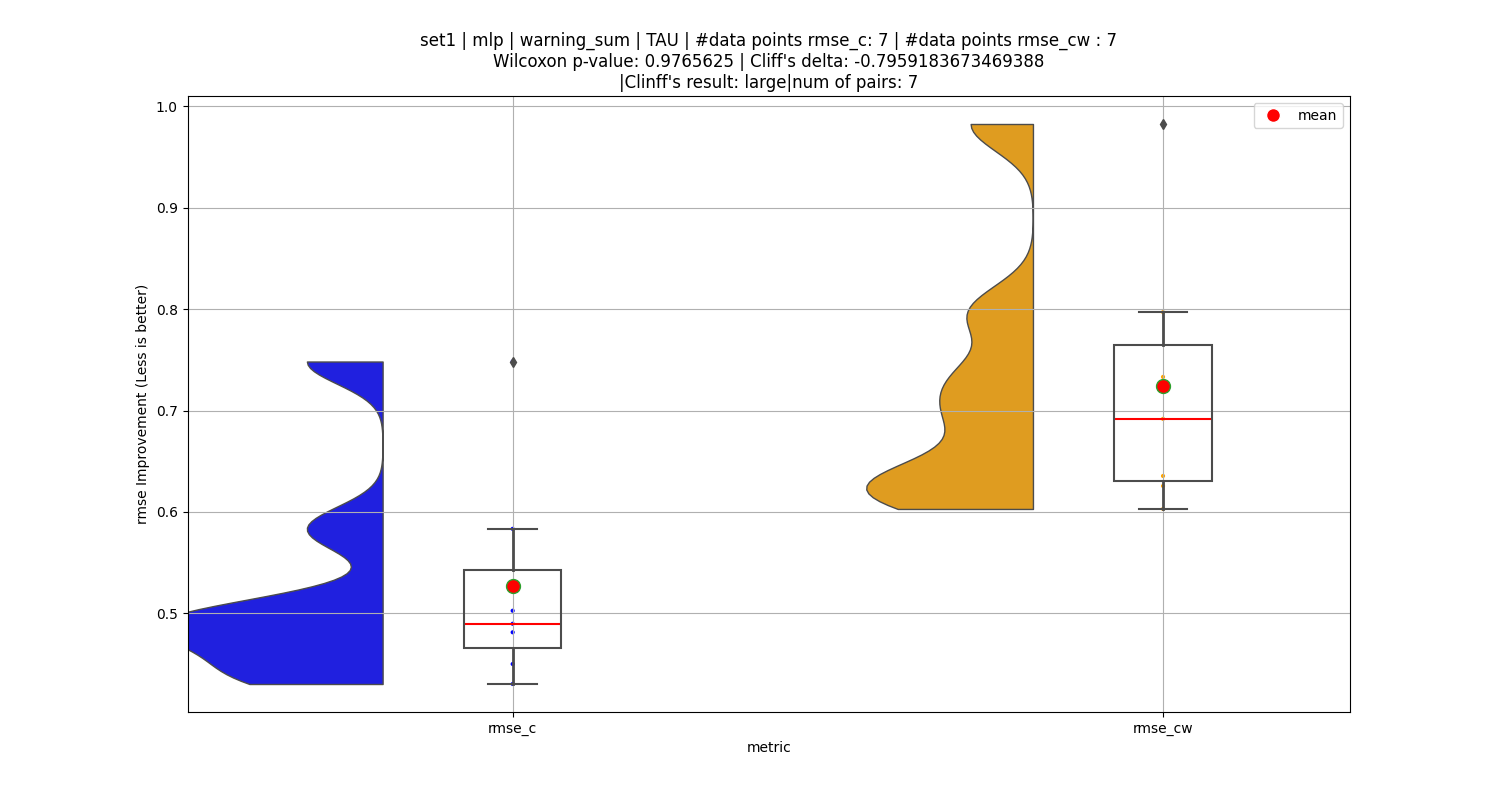 set1 | mlp | warning_sum | TAU | #data points rmse_c: 7 | #data points rmse_cw : 7
Wilcoxon p-value: 0.9765625 | Cliff's delta: -0.7959183673469388
|Clinff's result: large|num of pairs: 7
mean
1.0
0.9
0.8
0.7
0.6
0.5
rmse Improvement (Less is better)
rmse_c
rmse_cw
metric